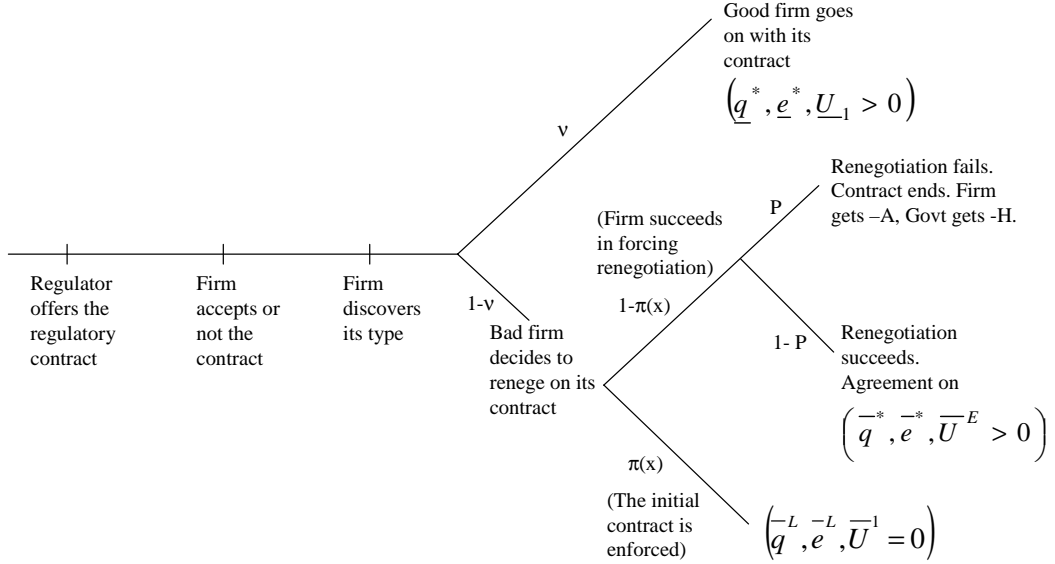 Good firm goes
on with its
contract
(q̲*, e̲*, U̲₁ > 0)
ν
Renegotiation fails.
Contract ends. Firm
gets –A, Govt gets -H.
P
(Firm succeeds
in forcing
renegotiation)
1-π(x)
Regulator
offers the
regulatory
contract
Firm
accepts or
not the
contract
Firm
discovers
its type
1-ν
Bad firm
decides to
renege on its
contract
1- P
Renegotiation
succeeds.
Agreement on
(q̅*, e̅*, U̅ᴱ > 0)
π(x)
(The initial
contract is
enforced)
(q̅ᴸ, e̅ᴸ, U̅¹ = 0)